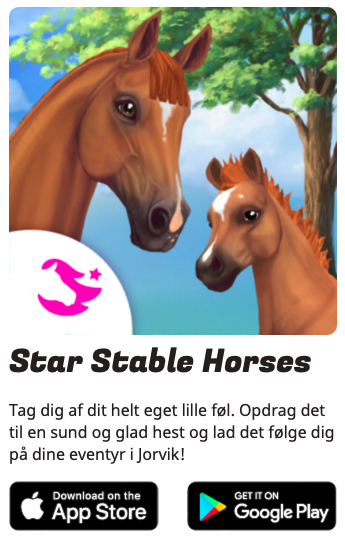 Star Stable Horses
Tag dig af dit helt eget lille føl. Opdrag det
til en sund og glad hest og lad det følge dig
på dine eventyr i Jorvik!
Download on the
App Store
GET IT ON
Google Play